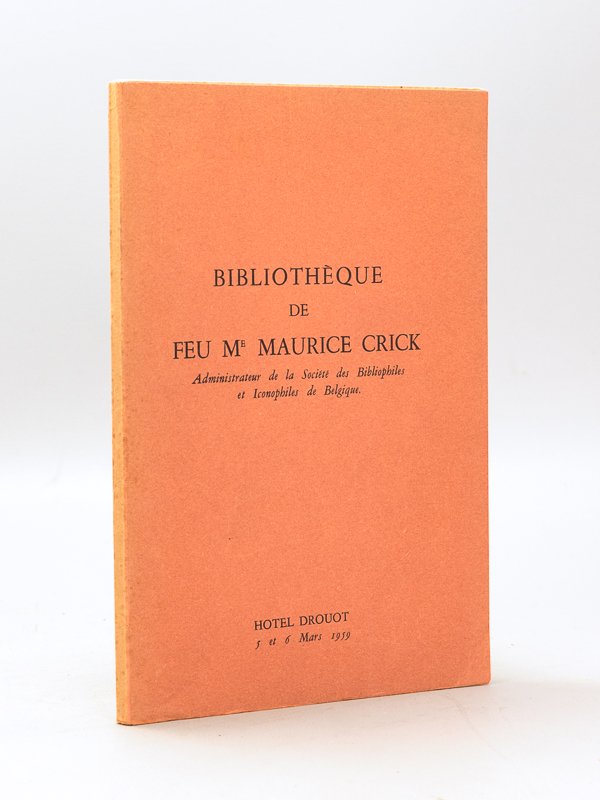 BIBLIOTHÈQUE
DE
FEU Mᴱ MAURICE CRICK
Administrateur de la Société des Bibliophiles
et Iconophiles de Belgique.
HOTEL DROUOT
5 et 6 Mars 1959